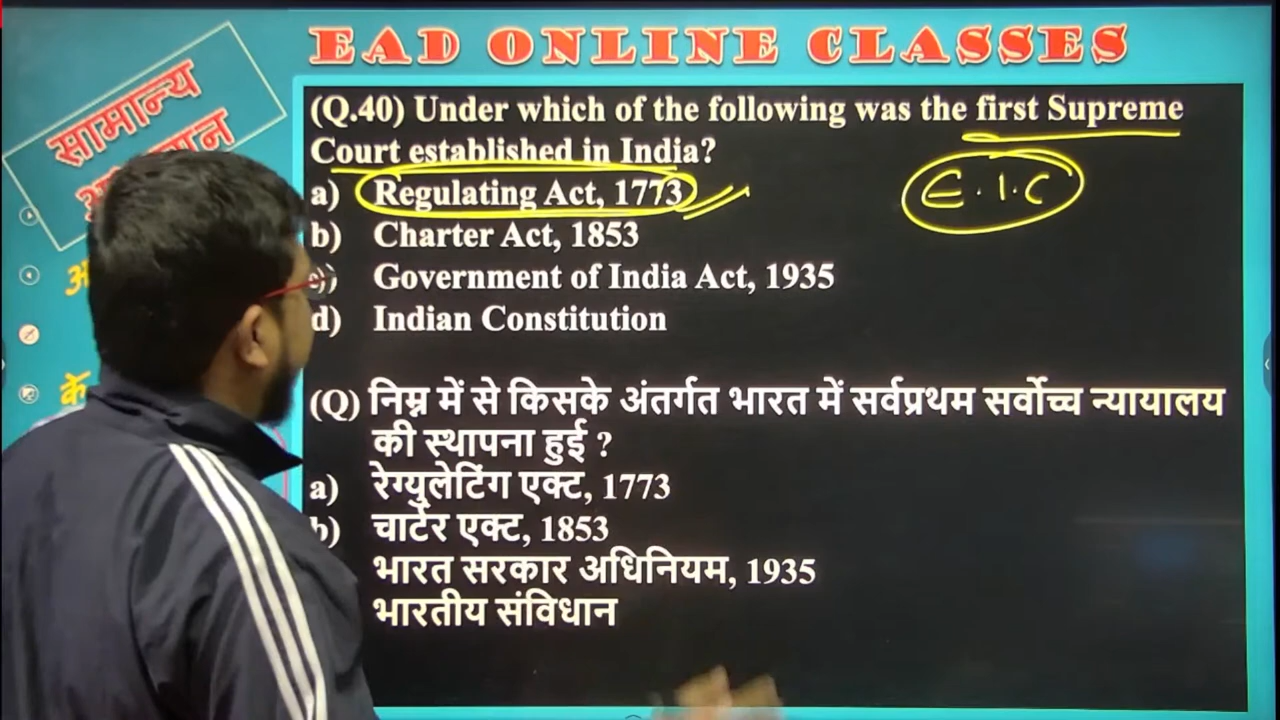 EAD ONLINE CLASSES
सामान्य
(Q.40) Under which of the following was the first Supreme
Court established in India?
a) Regulating Act, 1773
E.I.C
b) Charter Act, 1853
Government of India Act, 1935
d) Indian Constitution
(Q) निम्न में से किसके अंतर्गत भारत में सर्वप्रथम सर्वोच्च न्यायालय
की स्थापना हुई ?
a) रेग्युलेटिंग एक्ट, 1773
b) चार्टर एक्ट, 1853
भारत सरकार अधिनियम, 1935
भारतीय संविधान
के